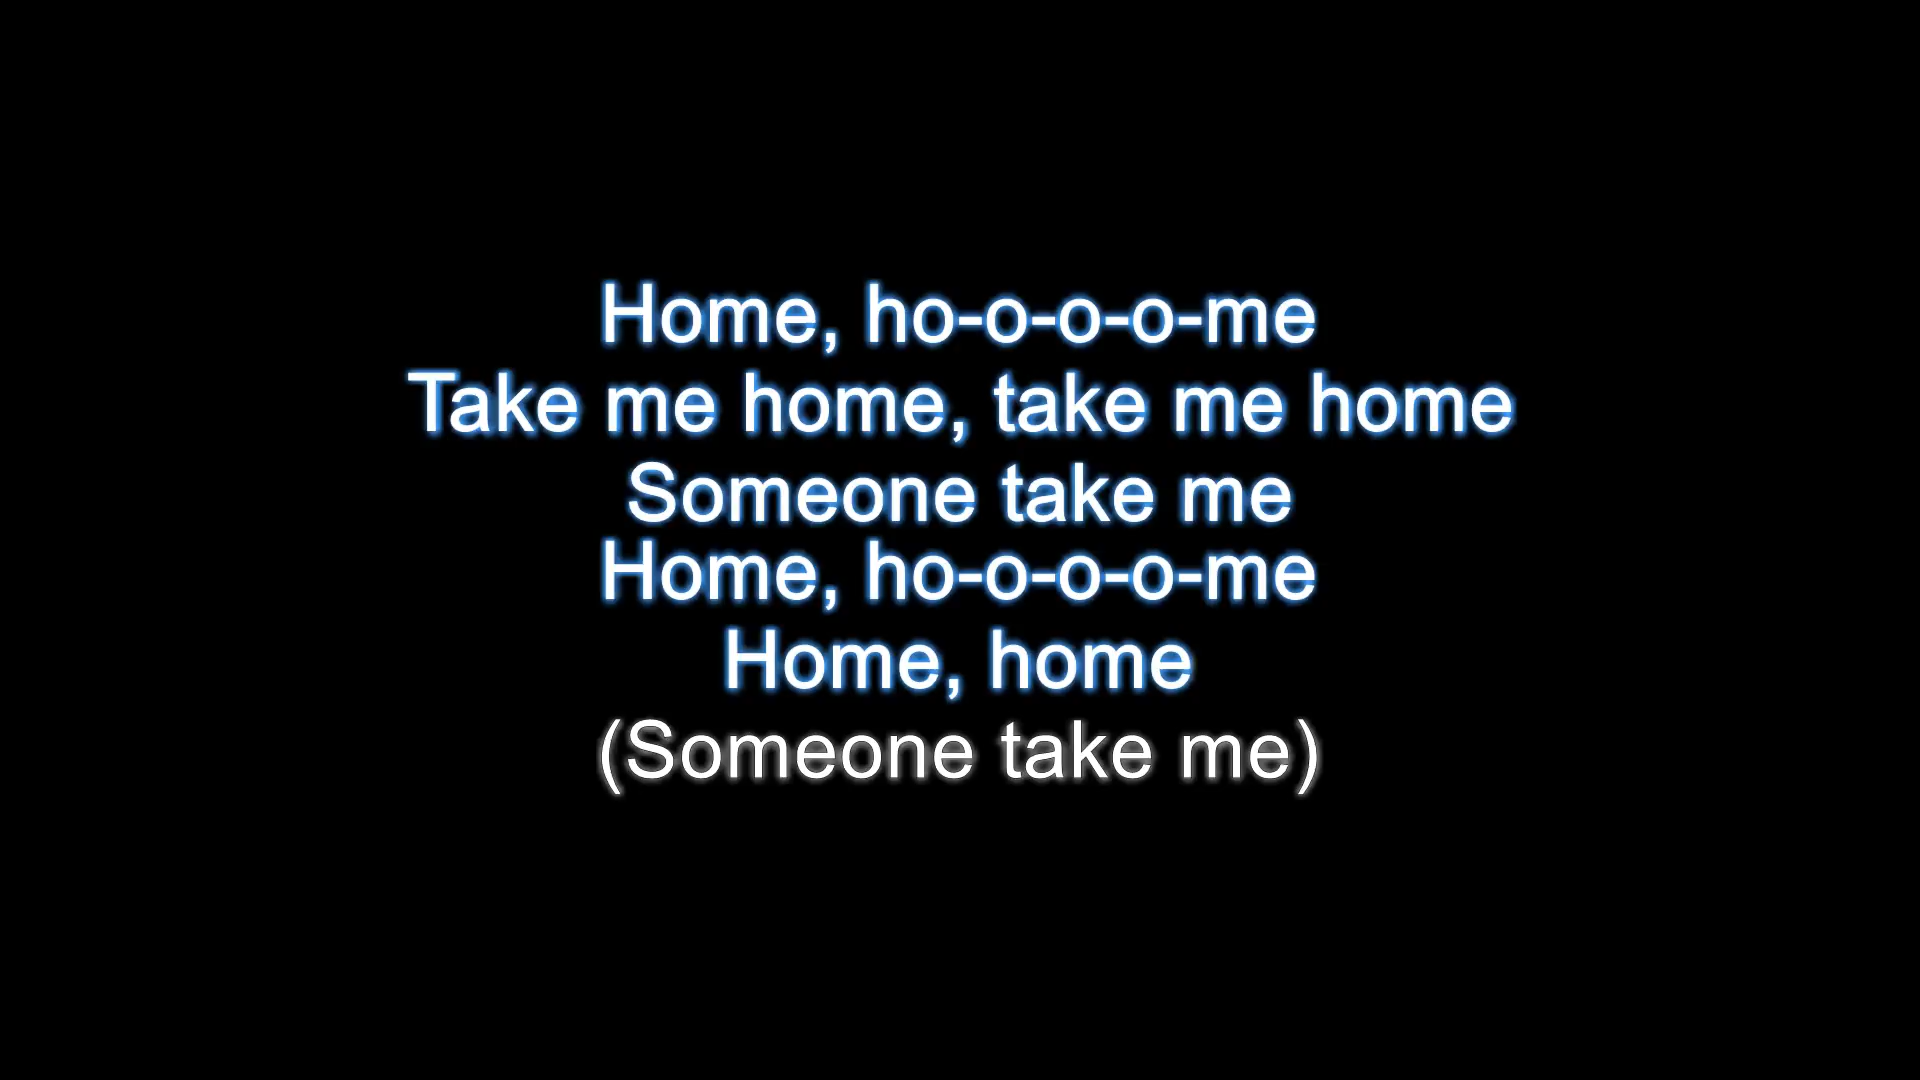 Home, ho-o-o-o-me
Take me home, take me home
Someone take me
Home, ho-o-o-o-me
Home, home
(Someone take me)